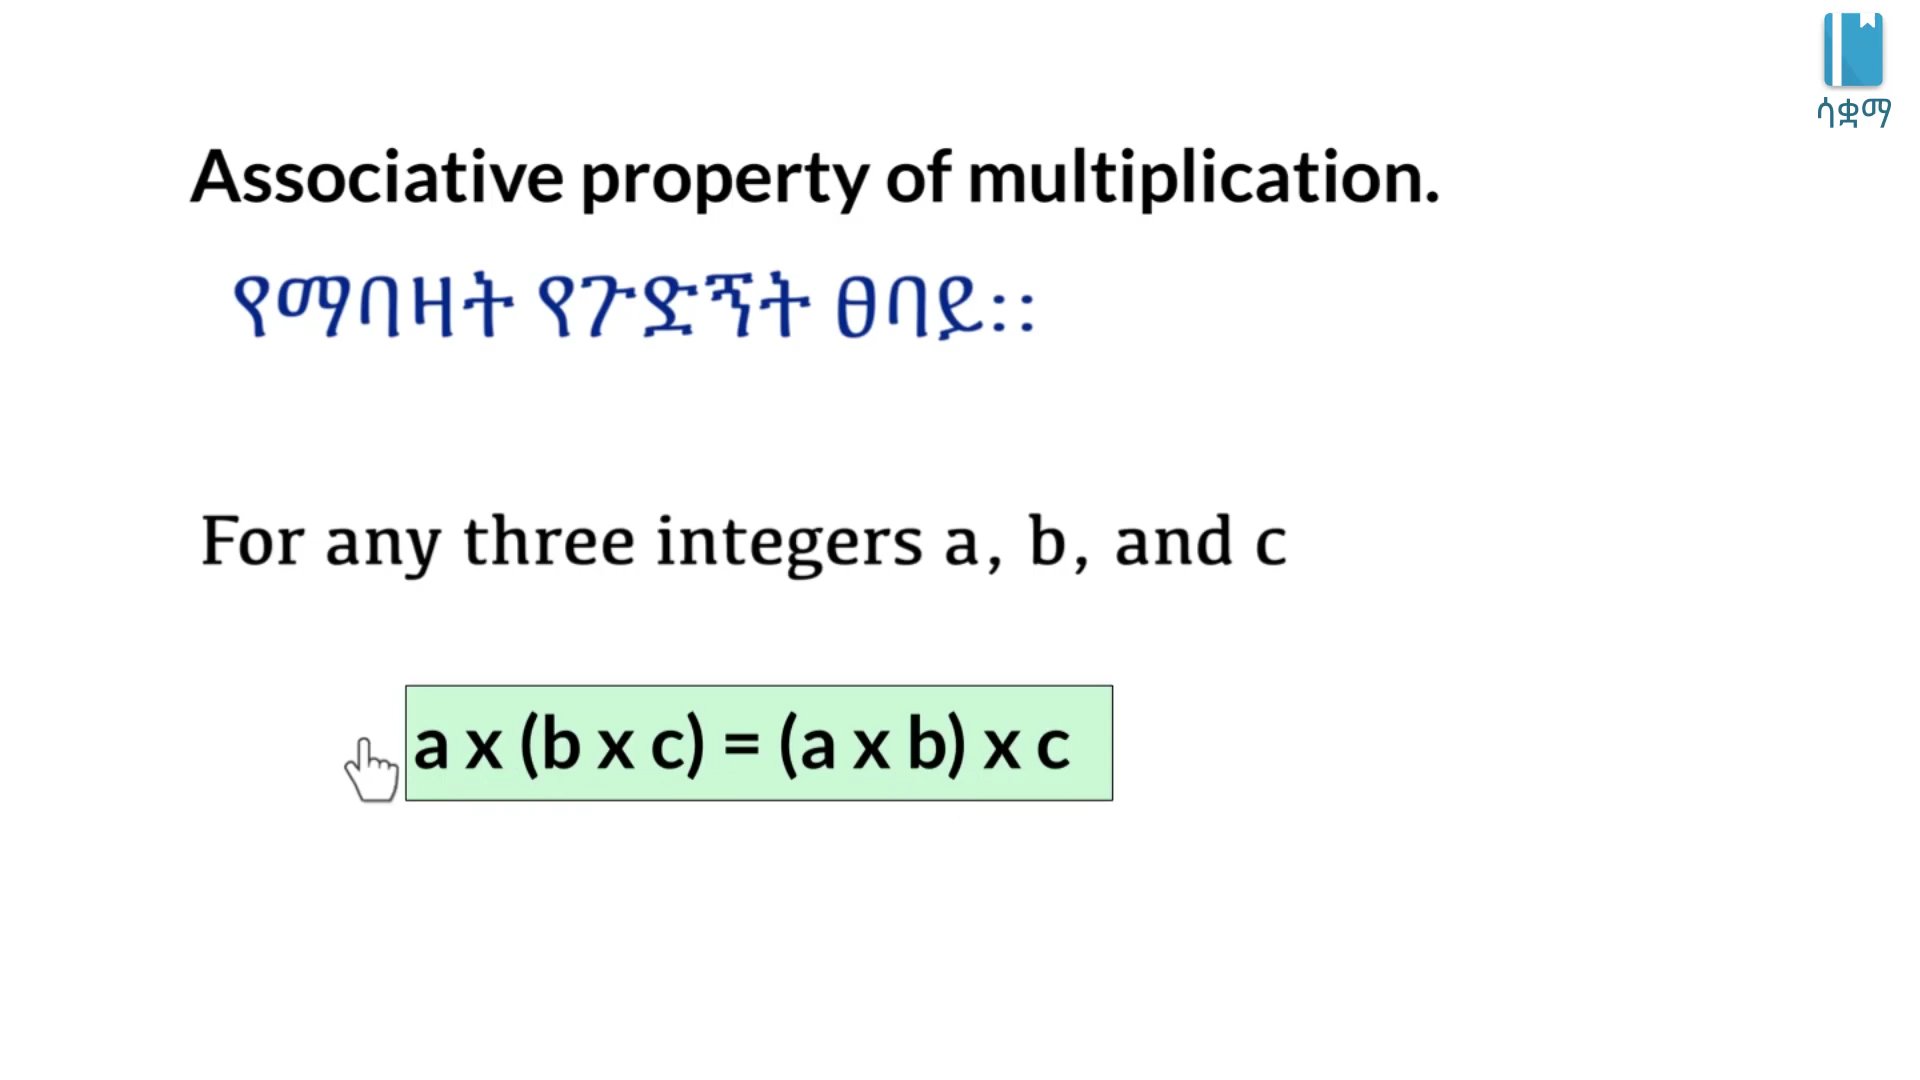 ሳቋማ
Associative property of multiplication.
የማባዛት የጉድኝት ፀባይ፡፡
For any three integers a, b, and c
a x (b x c) = (a x b) x c